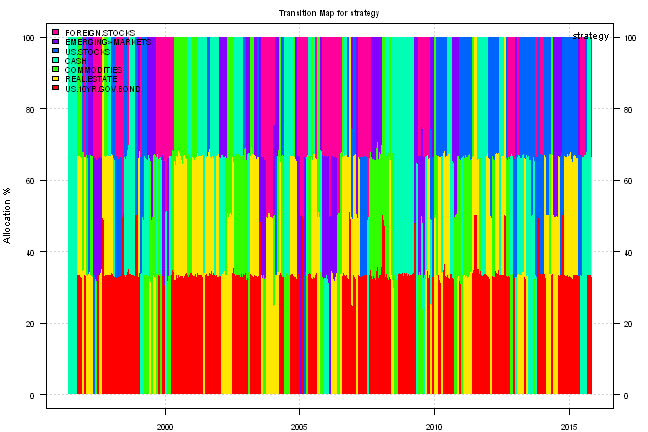 Transition Map for strategy
FOREIGN.STOCKS
EMERGING>MARKETS
US.STOCKS
CASH
COMMODITIES
REAL.ESTATE
US.10YR.GOV.BOND
strategy
100
80
60
40
20
0
100
80
60
40
20
0
Allocation %
2000
2005
2010
2015